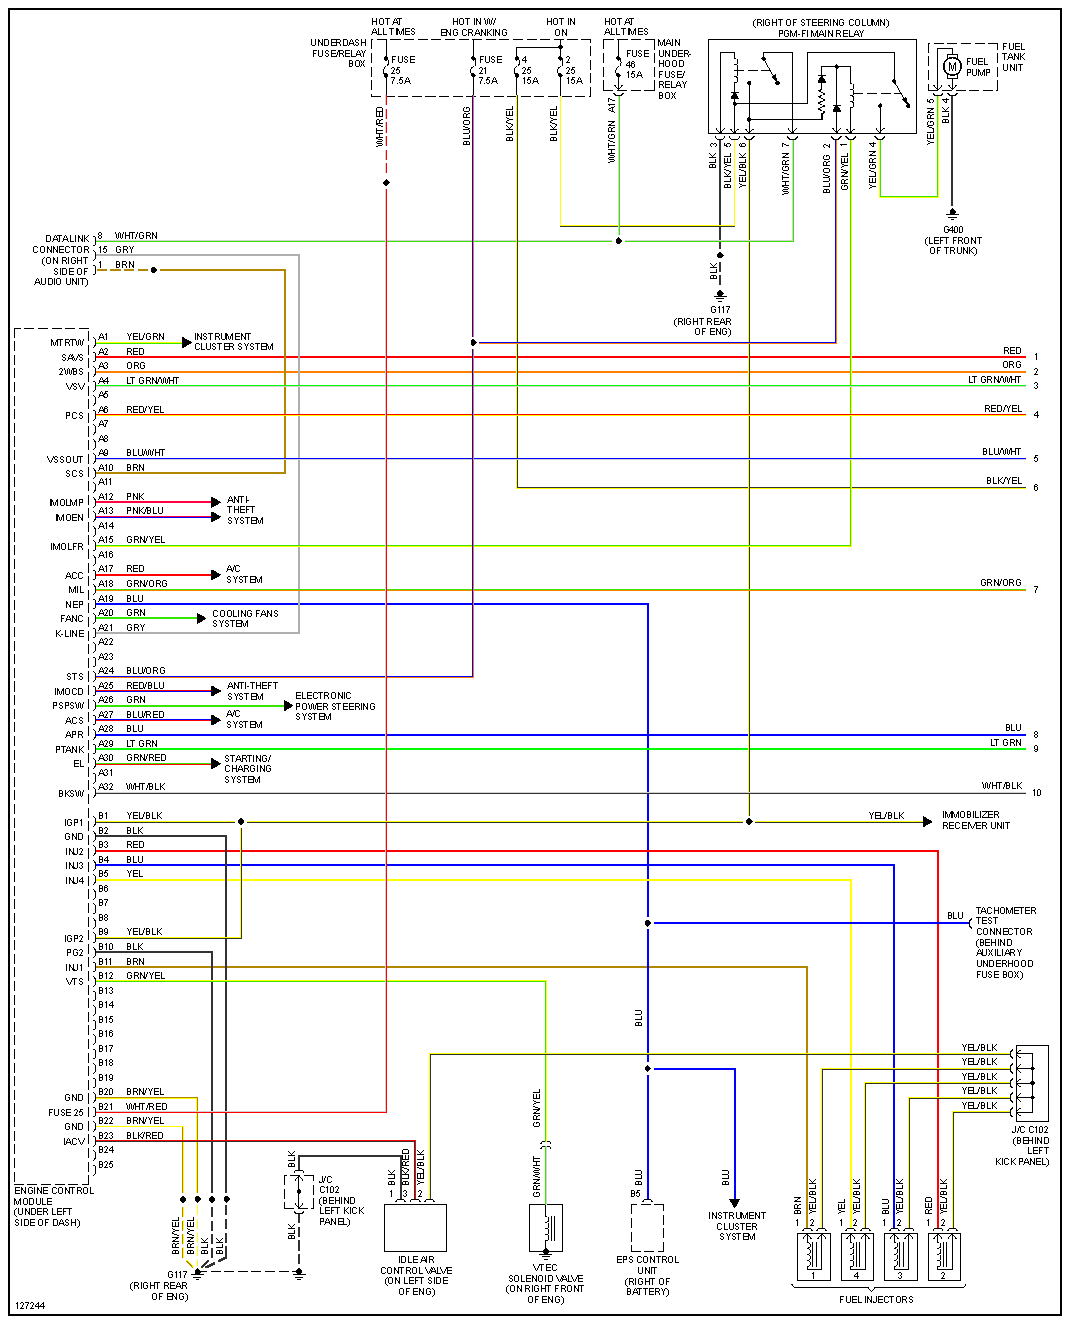 HOT AT
ALL TIMES
HOT IN W/
ENG CRANKING
HOT IN
ON
HOT AT
ALL TIMES
(RIGHT OF STEERING COLUMN)
PGM-FI MAIN RELAY
UNDERDASH
FUSE/RELAY
BOX
FUSE
25
7.5A
FUSE
21
7.5A
4
25
15A
2
25
15A
FUSE
46
15A
MAIN
UNDER-
HOOD
FUSE/
RELAY
BOX
FUEL
PUMP
M
FUEL
TANK
UNIT
WHT/RED
BLU/ORG
BLK/YEL
BLK/YEL
WHT/GRN A17
BLK 3
BLK/YEL 5
YEL/BLK 6
WHT/GRN 7
BLU/ORG 2
GRN/YEL 1
YEL/GRN 4
YEL/GRN 5
BLK 4
G400
(LEFT FRONT
OF TRUNK)
BLK
G117
(RIGHT REAR
OF ENG)
DATALINK
CONNECTOR
(ON RIGHT
SIDE OF
AUDIO UNIT)
8 WHT/GRN
15 GRY
1 BRN
MTRTW A1 YEL/GRN
INSTRUMENT
CLUSTER SYSTEM
SAVS A2 RED RED 1
2WBS A3 ORG ORG 2
VSV A4 LT GRN/WHT LT GRN/WHT 3
A5
PCS A6 RED/YEL RED/YEL 4
A7
A8
VSSOUT A9 BLU/WHT BLU/WHT 5
SCS A10 BRN
A11
BLK/YEL 6
IMOLMP A12 PNK
IMOEN A13 PNK/BLU
ANTI-
THEFT
SYSTEM
A14
IMOLFR A15 GRN/YEL
A16
ACC A17 RED
A/C
SYSTEM
MIL A18 GRN/ORG GRN/ORG 7
NEP A19 BLU
FANC A20 GRN
COOLING FANS
SYSTEM
K-LINE A21 GRY
A22
A23
STS A24 BLU/ORG
IMOCD A25 RED/BLU
ANTI-THEFT
SYSTEM
PSPSW A26 GRN
ELECTRONIC
POWER STEERING
SYSTEM
ACS A27 BLU/RED
A/C
SYSTEM
APR A28 BLU BLU 8
PTANK A29 LT GRN LT GRN 9
EL A30 GRN/RED
STARTING/
CHARGING
SYSTEM
A31
BKSW A32 WHT/BLK WHT/BLK 10
IGP1 B1 YEL/BLK YEL/BLK
IMMOBILIZER
RECEIVER UNIT
GND B2 BLK
INJ2 B3 RED
INJ3 B4 BLU
INJ4 B5 YEL
B6
B7
B8
IGP2 B9 YEL/BLK
PG2 B10 BLK
INJ1 B11 BRN
VTS B12 GRN/YEL
B13
B14
B15
B16
B17
B18
B19
GND B20 BRN/YEL
FUSE 25 B21 WHT/RED
GND B22 BRN/YEL
IACV B23 BLK/RED
B24
B25
ENGINE CONTROL
MODULE
(UNDER LEFT
SIDE OF DASH)
BLU
TACHOMETER
TEST
CONNECTOR
(BEHIND
AUXILIARY
UNDERHOOD
FUSE BOX)
BLU
YEL/BLK
YEL/BLK
YEL/BLK
YEL/BLK
YEL/BLK
J/C C102
(BEHIND
LEFT
KICK PANEL)
BRN/YEL
BRN/YEL
BLK
BLK
G117
(RIGHT REAR
OF ENG)
BLK
J/C
C102
(BEHIND
LEFT KICK
PANEL)
BLK
BLK 1
BLK/RED 3
YEL/BLK 2
IDLE AIR
CONTROL VALVE
(ON LEFT SIDE
OF ENG)
GRN/YEL
GRN/WHT
VTEC
SOLENOID VALVE
(ON RIGHT FRONT
OF ENG)
BLU
B5
EPS CONTROL
UNIT
(RIGHT OF
BATTERY)
BLU
INSTRUMENT
CLUSTER
SYSTEM
BRN 1
YEL/BLK 2
YEL 1
YEL/BLK 2
BLU 1
YEL/BLK 2
RED 1
YEL/BLK 2
1
4
3
2
FUEL INJECTORS
127244